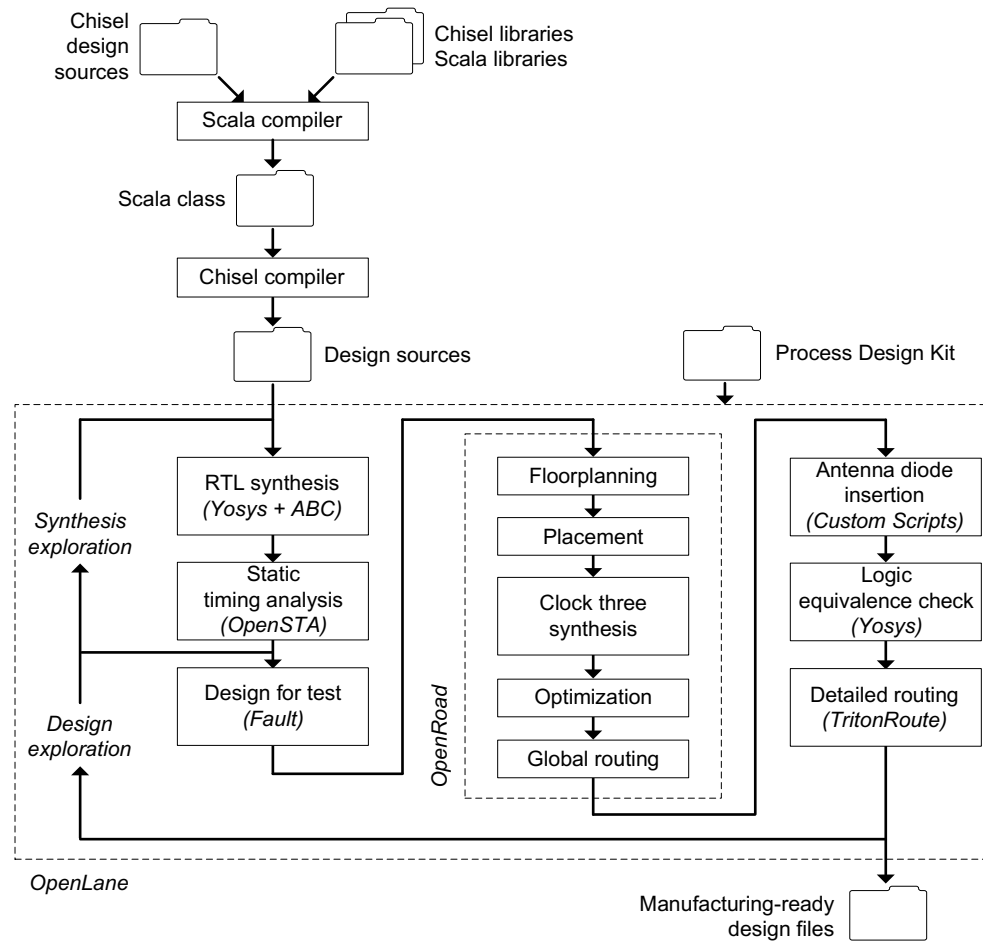 Chisel
design
sources
Chisel libraries
Scala libraries
Scala compiler
Scala class
Chisel compiler
Design sources
Process Design Kit
RTL synthesis
(Yosys + ABC)
Synthesis
exploration
Static
timing analysis
(OpenSTA)
Design for test
(Fault)
Design
exploration
Floorplanning
Placement
Clock three
synthesis
Optimization
Global routing
OpenRoad
Antenna diode
insertion
(Custom Scripts)
Logic
equivalence check
(Yosys)
Detailed routing
(TritonRoute)
OpenLane
Manufacturing-ready
design files